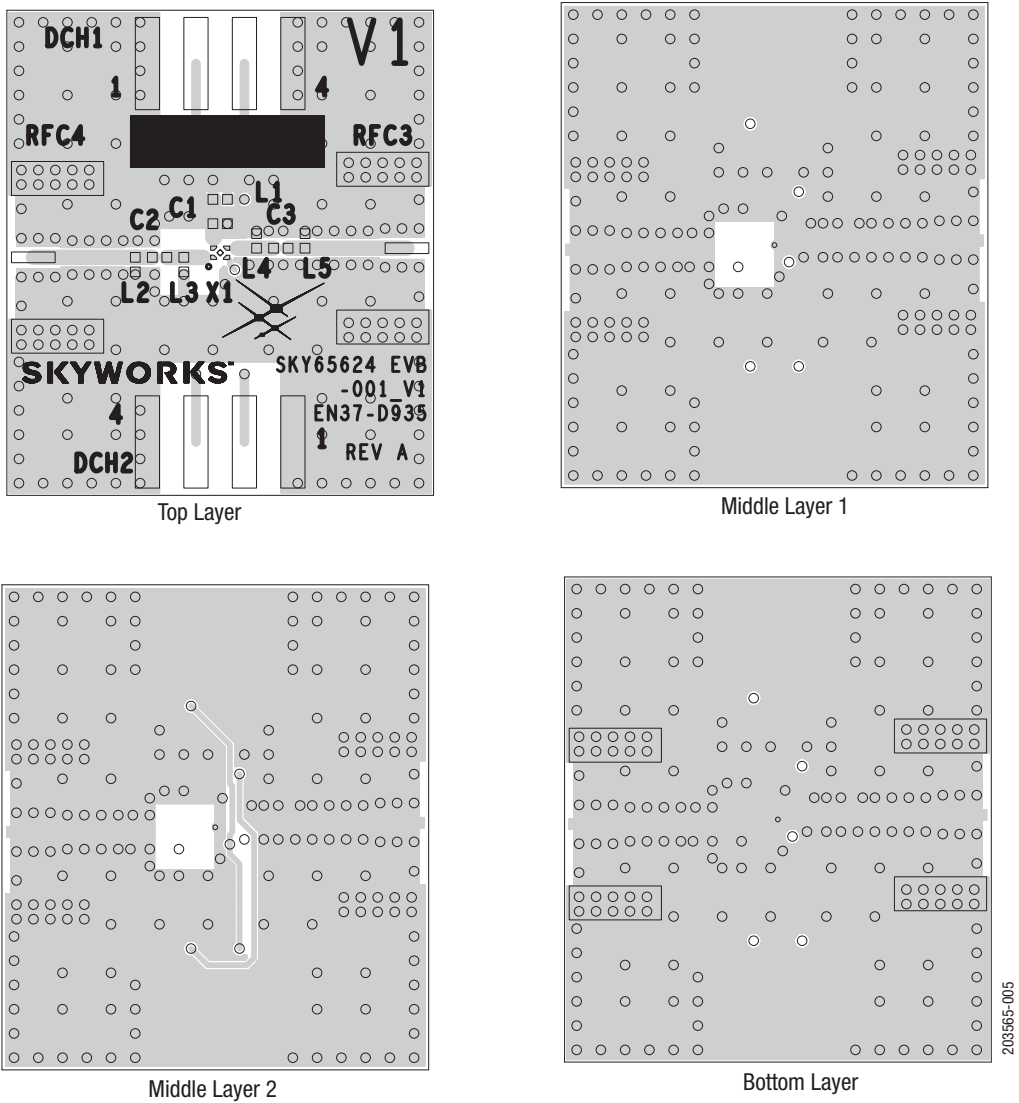 DCH1
V1
1
4
RFC4
RFC3
L1
C1
C3
C2
L4
L5
L2
L3
X1
SKYWORKS™
SKY65624 EVB
-001_V1
EN37-D935
REV A
4
1
DCH2
Top Layer
Middle Layer 1
Middle Layer 2
Bottom Layer
203565-005